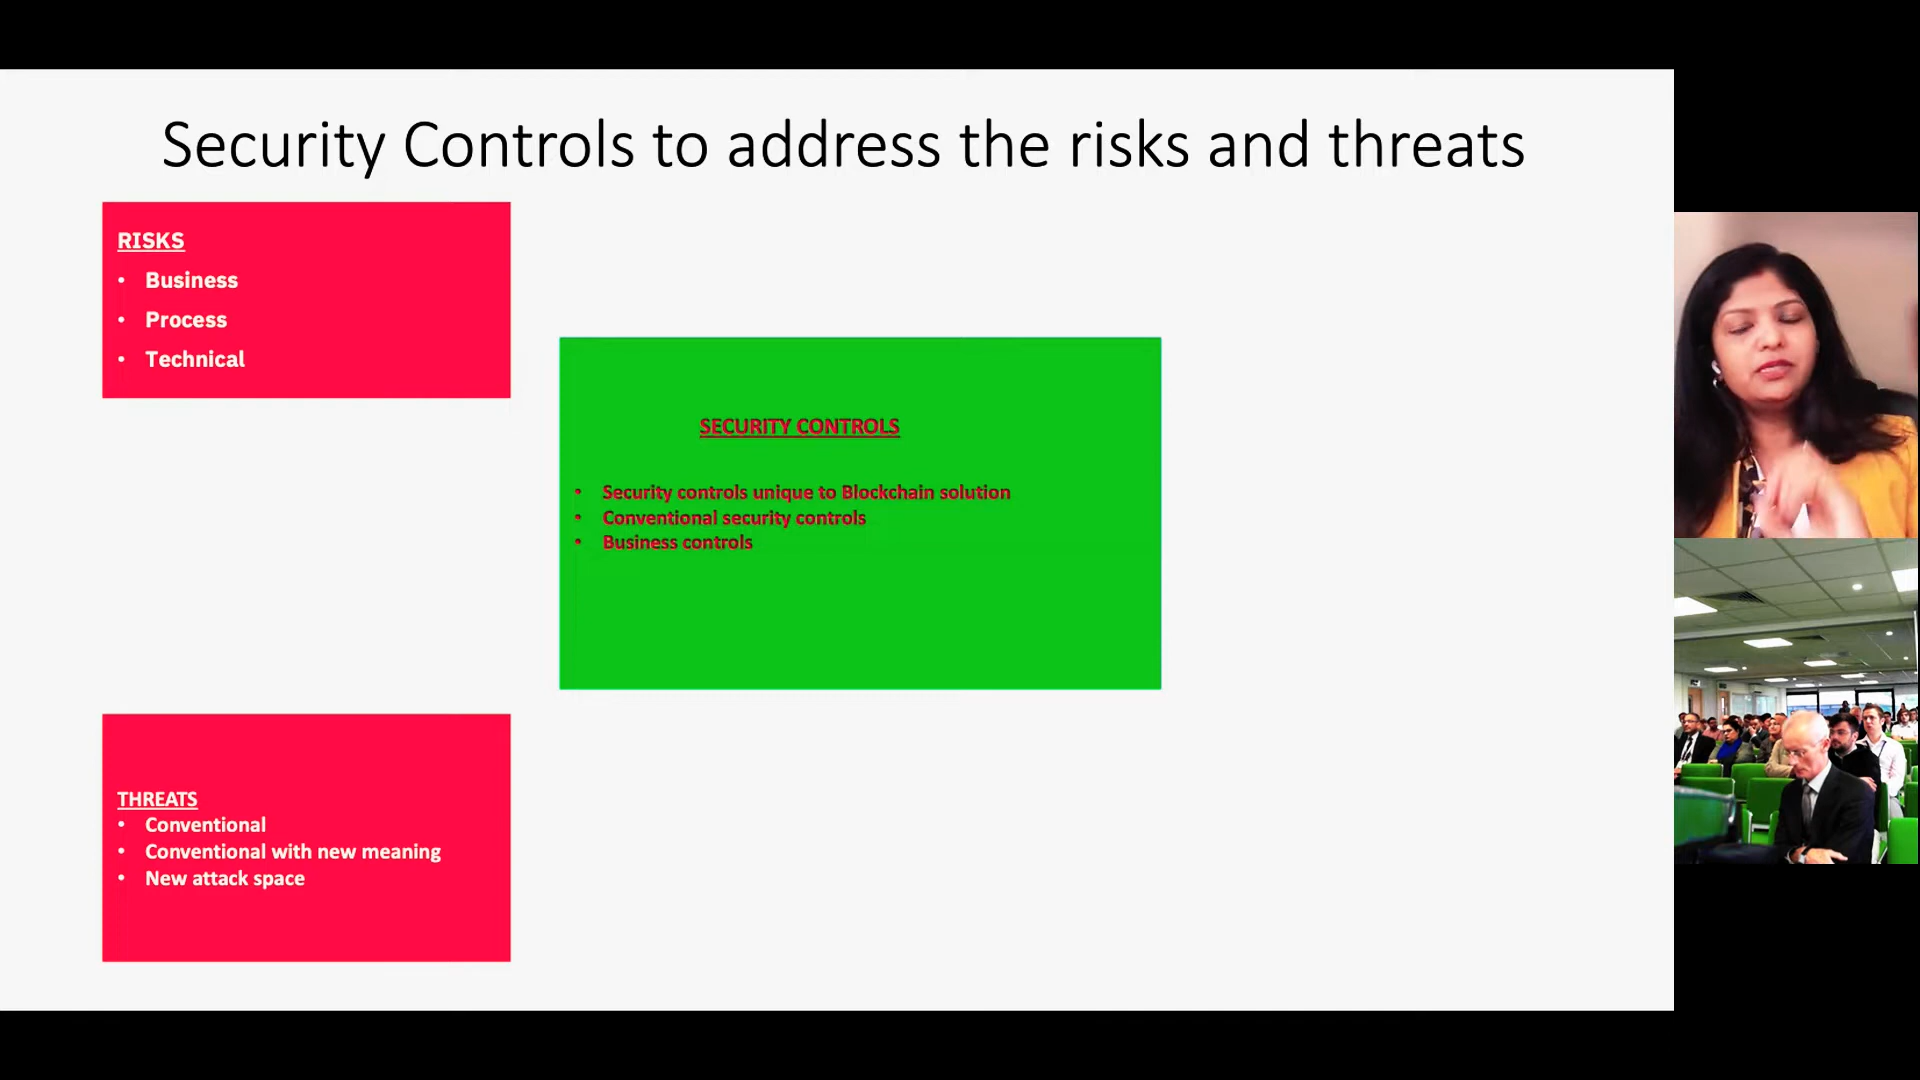 Security Controls to address the risks and threats
RISKS
• Business
• Process
• Technical
SECURITY CONTROLS
• Security controls unique to Blockchain solution
• Conventional security controls
• Business controls
THREATS
• Conventional
• Conventional with new meaning
• New attack space